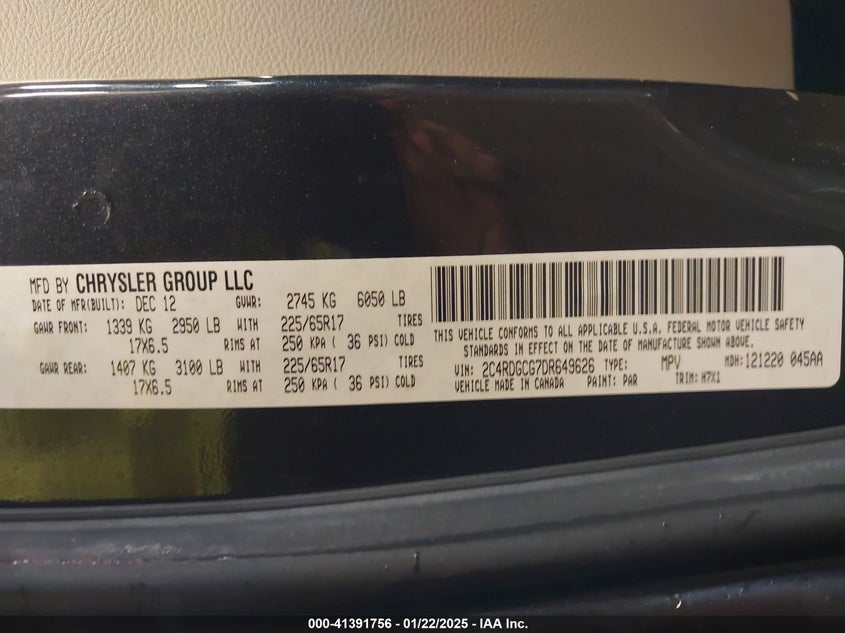 MFD BY CHRYSLER GROUP LLC
DATE OF MFR(BUILT): DEC 12 GVWR: 2745 KG 6050 LB
GAWR FRONT: 1339 KG 2950 LB WITH 225/65R17 TIRES
17X6.5 RIMS AT 250 KPA ( 36 PSI) COLD
GAWR REAR: 1407 KG 3100 LB WITH 225/65R17 TIRES
17X6.5 RIMS AT 250 KPA ( 36 PSI) COLD
THIS VEHICLE CONFORMS TO ALL APPLICABLE U.S.A. FEDERAL MOTOR VEHICLE SAFETY
STANDARDS IN EFFECT ON THE DATE OF MANUFACTURE SHOWN ABOVE.
VIN: 2C4RDGCG7DR649626 TYPE: MPV MDH: 121220 045AA
VEHICLE MADE IN CANADA PAINT: PAR TRIM: H7X1
000-41391756 - 01/22/2025 - IAA Inc.